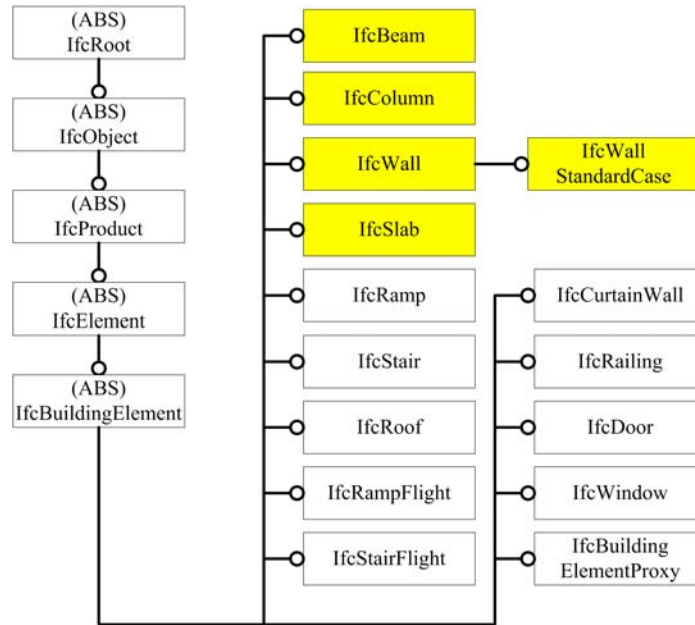 (ABS)
IfcRoot
(ABS)
IfcObject
(ABS)
IfcProduct
(ABS)
IfcElement
(ABS)
IfcBuildingElement
IfcBeam
IfcColumn
IfcWall
IfcSlab
IfcRamp
IfcStair
IfcRoof
IfcRampFlight
IfcStairFlight
IfcWall
StandardCase
IfcCurtainWall
IfcRailing
IfcDoor
IfcWindow
IfcBuilding
ElementProxy